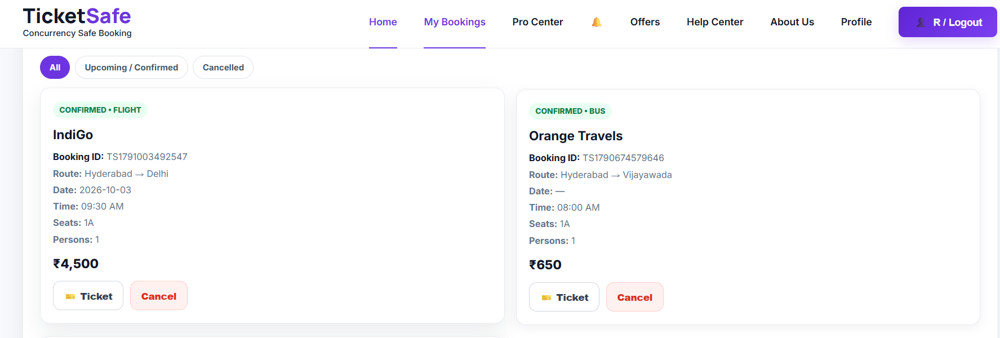 TicketSafe
Concurrency Safe Booking
Home
My Bookings
Pro Center
Offers
Help Center
About Us
Profile
R / Logout
All
Upcoming / Confirmed
Cancelled
CONFIRMED • FLIGHT
IndiGo
Booking ID: TS1791003492547
Route: Hyderabad → Delhi
Date: 2026-10-03
Time: 09:30 AM
Seats: 1A
Persons: 1
₹4,500
Ticket
Cancel
CONFIRMED • BUS
Orange Travels
Booking ID: TS1790674579646
Route: Hyderabad → Vijayawada
Date: —
Time: 08:00 AM
Seats: 1A
Persons: 1
₹650
Ticket
Cancel